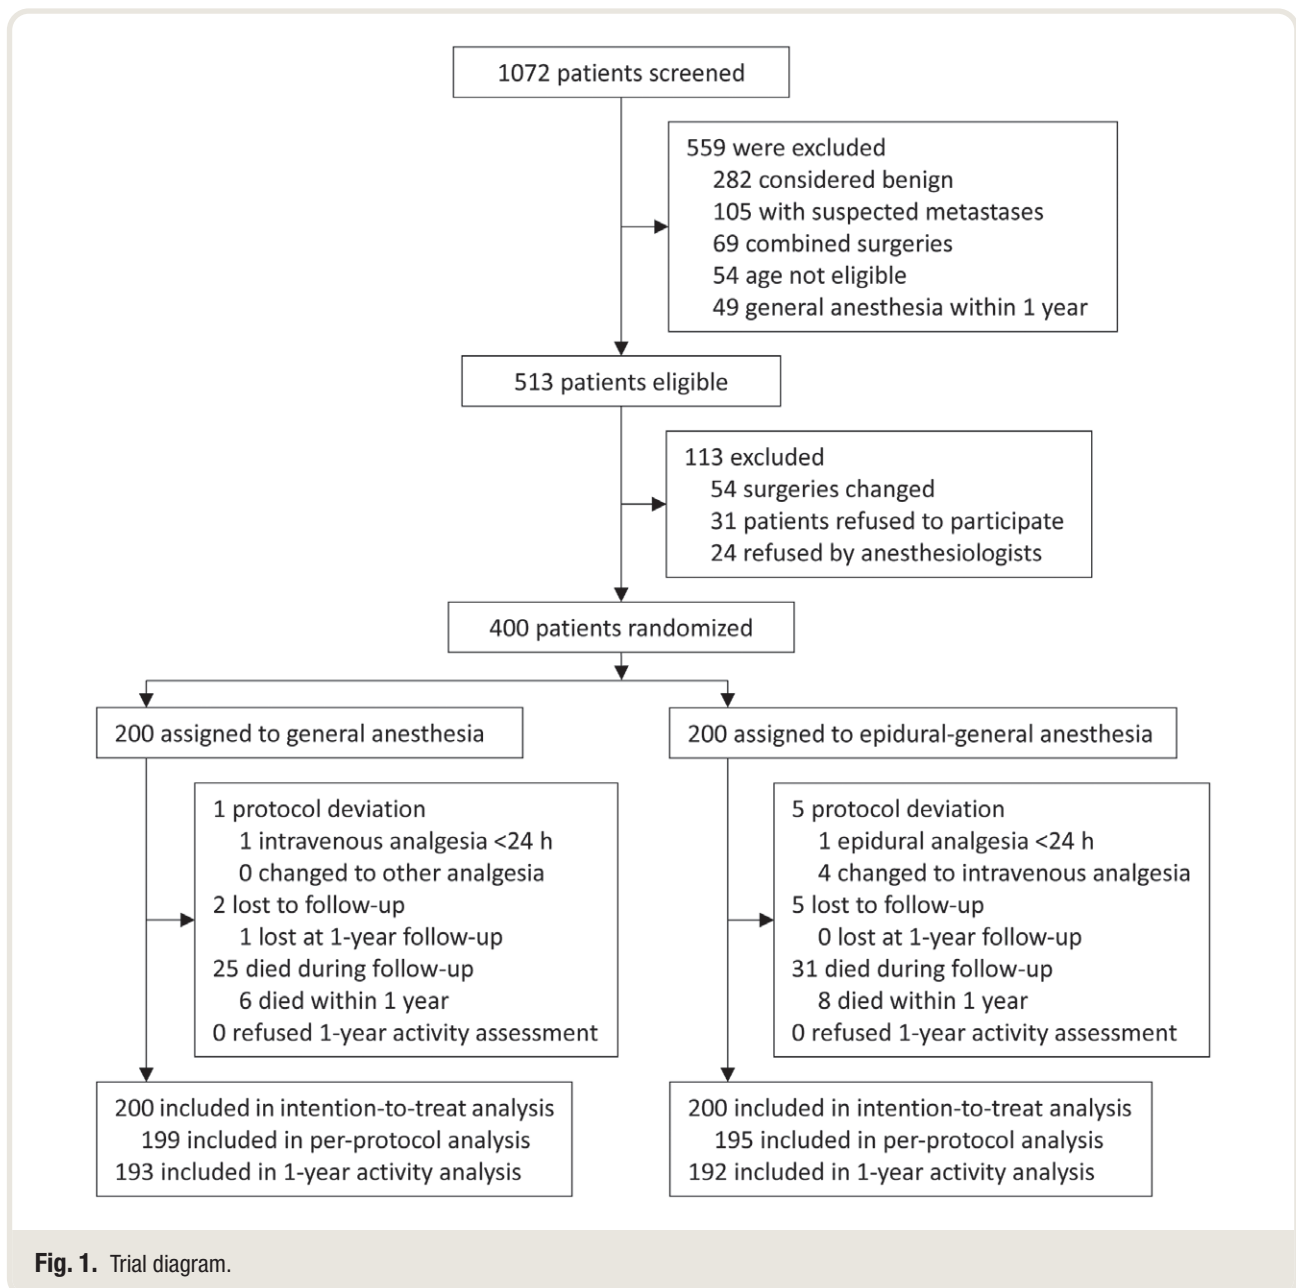 1072 patients screened
559 were excluded
282 considered benign
105 with suspected metastases
69 combined surgeries
54 age not eligible
49 general anesthesia within 1 year
513 patients eligible
113 excluded
54 surgeries changed
31 patients refused to participate
24 refused by anesthesiologists
400 patients randomized
200 assigned to general anesthesia
200 assigned to epidural-general anesthesia
1 protocol deviation
1 intravenous analgesia <24 h
0 changed to other analgesia
2 lost to follow-up
1 lost at 1-year follow-up
25 died during follow-up
6 died within 1 year
0 refused 1-year activity assessment
5 protocol deviation
1 epidural analgesia <24 h
4 changed to intravenous analgesia
5 lost to follow-up
0 lost at 1-year follow-up
31 died during follow-up
8 died within 1 year
0 refused 1-year activity assessment
200 included in intention-to-treat analysis
199 included in per-protocol analysis
193 included in 1-year activity analysis
200 included in intention-to-treat analysis
195 included in per-protocol analysis
192 included in 1-year activity analysis
Fig. 1. Trial diagram.